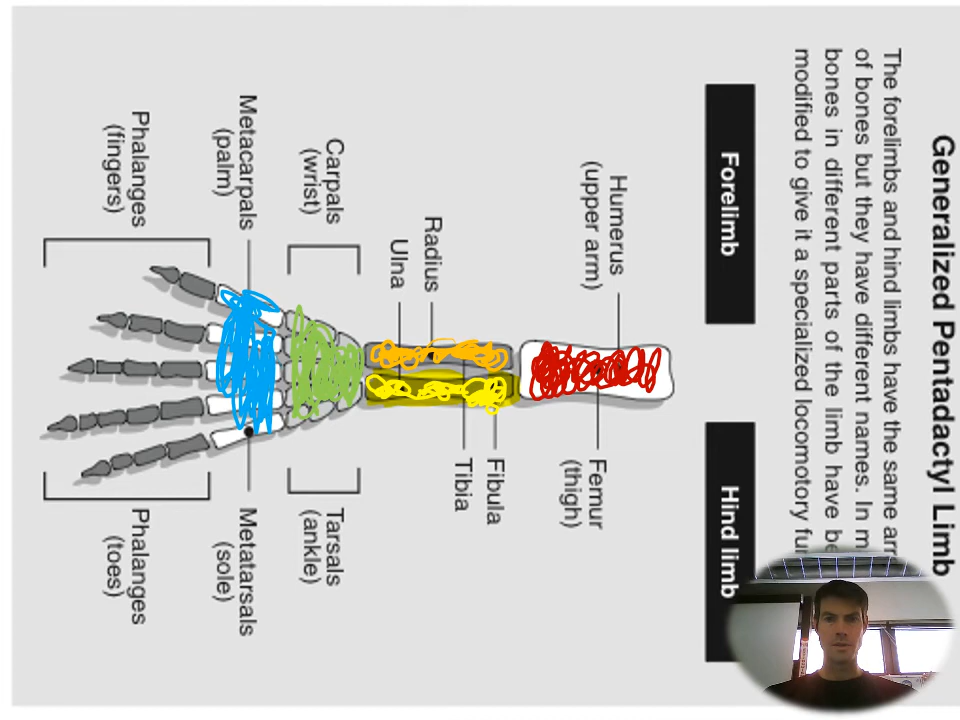 Generalized Pentadactyl Limb
The forelimbs and hind limbs have the same arr
of bones but they have different names. In m
bones in different parts of the limb have be
modified to give it a specialized locomotory fu
Forelimb
Hind limb
Humerus
(upper arm)
Femur
(thigh)
Radius
Ulna
Fibula
Tibia
Carpals
(wrist)
Tarsals
(ankle)
Metacarpals
(palm)
Metatarsals
(sole)
Phalanges
(fingers)
Phalanges
(toes)